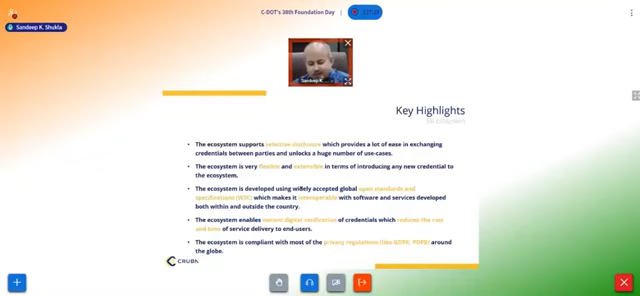 C-DOT's 38th Foundation Day |
Sandeep K. Shukla
Sandeep K.
Key Highlights
SSI Ecosystem
• The ecosystem supports selective disclosure which provides a lot of ease in exchanging
credentials between parties and unlocks a huge number of use-cases.
• The ecosystem is very flexible and extensible in terms of introducing any new credential to
the ecosystem.
• The ecosystem is developed using widely accepted global open standards and
specifications (W3C) which makes it interoperable with software and services developed
both within and outside the country.
• The ecosystem enables instant digital verification of credentials which reduces the cost
and time of service delivery to end-users.
• The ecosystem is compliant with most of the privacy regulations (like GDPR, PDPB) around
the globe.
CRUBN